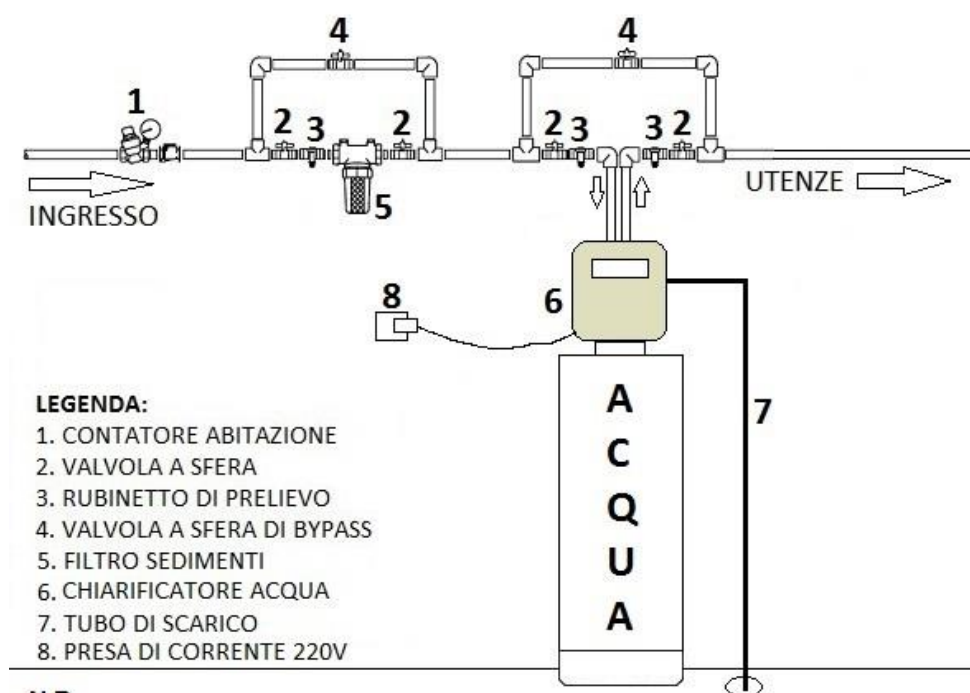 4 4
1 2 3 2 2 3 3 2
INGRESSO 5 UTENZE
8 6
7
A
C
Q
U
A
LEGENDA:
1. CONTATORE ABITAZIONE
2. VALVOLA A SFERA
3. RUBINETTO DI PRELIEVO
4. VALVOLA A SFERA DI BYPASS
5. FILTRO SEDIMENTI
6. CHIARIFICATORE ACQUA
7. TUBO DI SCARICO
8. PRESA DI CORRENTE 220V